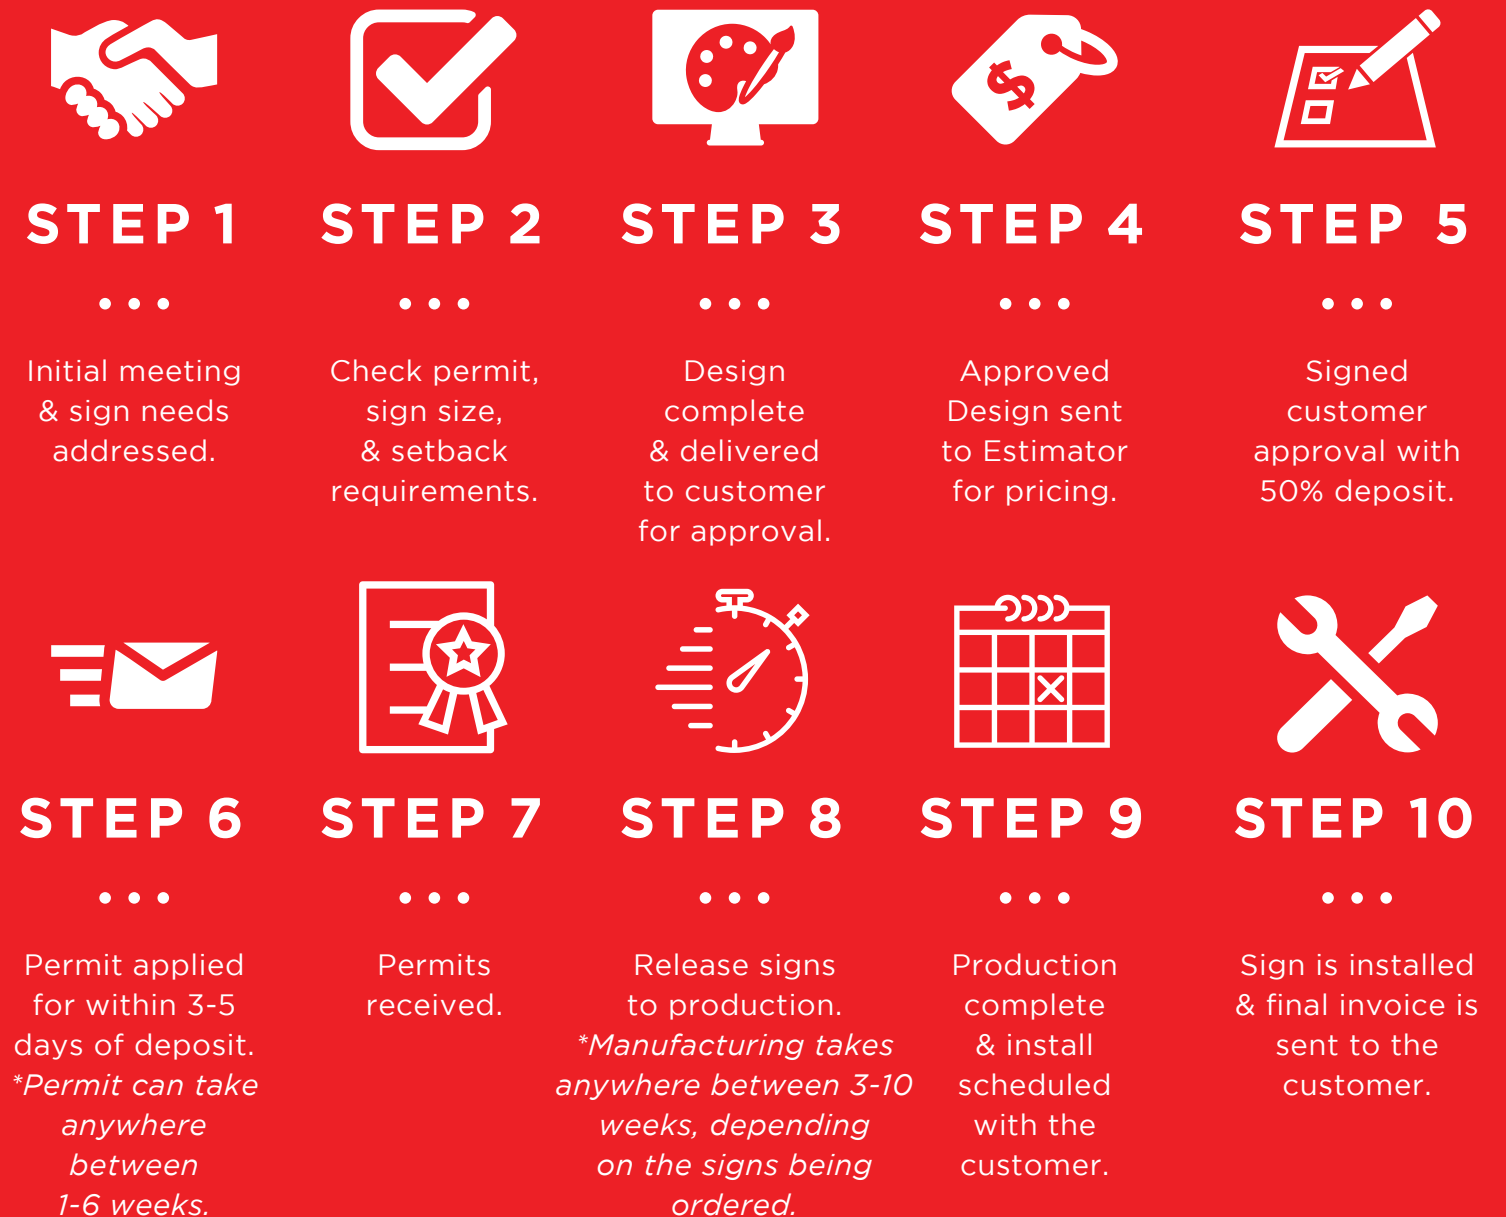 STEP 1
Initial meeting
& sign needs
addressed.
STEP 2
Check permit,
sign size,
& setback
requirements.
STEP 3
Design
complete
& delivered
to customer
for approval.
STEP 4
Approved
Design sent
to Estimator
for pricing.
STEP 5
Signed
customer
approval with
50% deposit.
STEP 6
Permit applied
for within 3-5
days of deposit.
*Permit can take
anywhere
between
1-6 weeks.
STEP 7
Permits
received.
STEP 8
Release signs
to production.
*Manufacturing takes
anywhere between 3-10
weeks, depending
on the signs being
ordered.
STEP 9
Production
complete
& install
scheduled
with the
customer.
STEP 10
Sign is installed
& final invoice is
sent to the
customer.